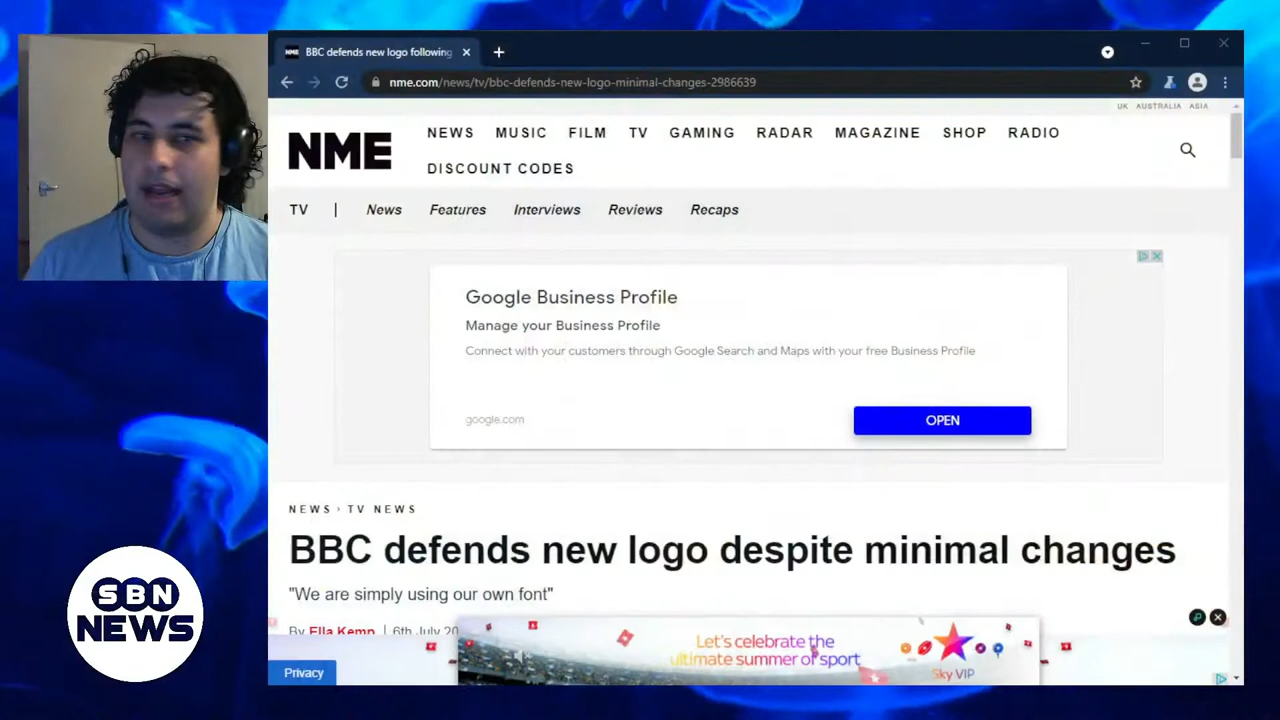 BBC defends new logo following
nme.com/news/tv/bbc-defends-new-logo-minimal-changes-2986639
UK AUSTRALIA ASIA
NME
NEWS MUSIC FILM TV GAMING RADAR MAGAZINE SHOP RADIO
DISCOUNT CODES
TV | News Features Interviews Reviews Recaps
Google Business Profile
Manage your Business Profile
Connect with your customers through Google Search and Maps with your free Business Profile
google.com
OPEN
NEWS › TV NEWS
BBC defends new logo despite minimal changes
"We are simply using our own font"
By Ella Kemp | 6th July 20
Let's celebrate the
ultimate summer of sport
Sky VIP
Privacy
SBN
NEWS